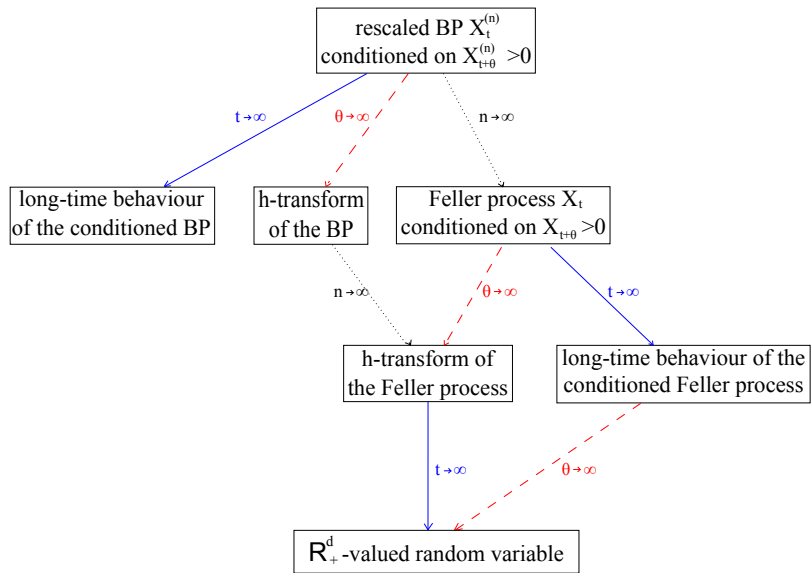 rescaled BP X_t^(n)
conditioned on X_{t+θ}^(n) >0
t→∞
θ→∞
n→∞
long-time behaviour
of the conditioned BP
h-transform
of the BP
Feller process X_t
conditioned on X_{t+θ} >0
n→∞
θ→∞
t→∞
h-transform of
the Feller process
long-time behaviour of the
conditioned Feller process
t→∞
θ→∞
R_+^d -valued random variable